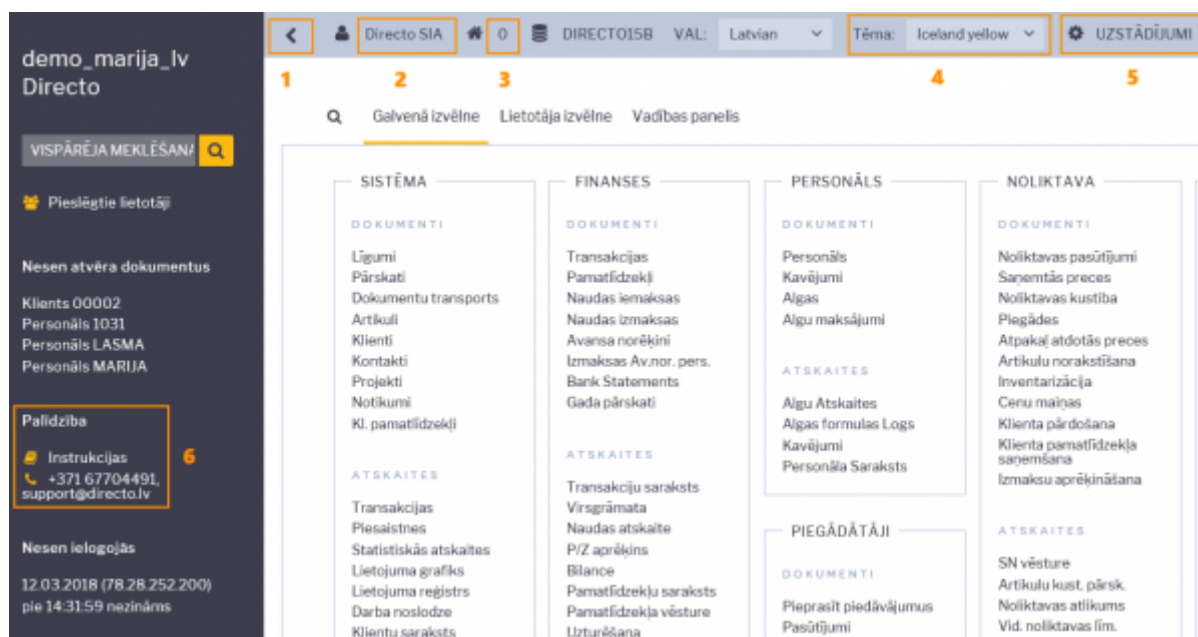 demo_marija_lv
Directo
VISPĀRĒJA MEKLĒŠANA
Pieslēgtie lietotāji
Nesen atvēra dokumentus
Klients 00002
Personāls 1031
Personāls LASMA
Personāls MARIJA
Palīdzība
Instrukcijas
6
+371 67704491,
support@directo.lv
Nesen ielogojās
12.03.2018 (78.28.252.200)
pie 14:31:59 nezināms
Directo SIA 0 DIRECTO15B VAL: Latvian Tēma: Iceland yellow UZSTĀDĪJUMI
1 2 3 4 5
Galvenā izvēlne Lietotāja izvēlne Vadības panelis
SISTĒMA
DOKUMENTI
Līgumi
Pārskati
Dokumentu transports
Artikuli
Klienti
Kontakti
Projekti
Notikumi
Kl. pamatlīdzekļi
ATSKAITES
Transakcijas
Piesaistnes
Statistiskās atskaites
Lietojuma grafiks
Lietojuma reģistrs
Darba noslodze
Klientu saraksts
FINANSES
DOKUMENTI
Transakcijas
Pamatlīdzekļi
Naudas iemaksas
Naudas izmaksas
Avansa norēķini
Izmaksas Av.nor. pers.
Bank Statements
Gada pārskati
ATSKAITES
Transakciju saraksts
Virsgrāmata
Naudas atskaite
P/Z aprēķins
Bilance
Pamatlīdzekļu saraksts
Pamatlīdzekļa vēsture
Uzturēšana
PERSONĀLS
DOKUMENTI
Personāls
Kavējumi
Algas
Algu maksājumi
ATSKAITES
Algu Atskaites
Algas formulas Logs
Kavējumi
Personāla Saraksts
PIEGĀDĀTĀJI
DOKUMENTI
Pieprasīt piedāvājumus
Pasūtījumi
NOLIKTAVA
DOKUMENTI
Noliktavas pasūtījumi
Saņemtās preces
Noliktavas kustība
Piegādes
Atpakaļ atdotās preces
Artikulu norakstīšana
Inventarizācija
Cenu maiņas
Klienta pārdošana
Klienta pamatlīdzekļa
saņemšana
Izmaksu aprēķināšana
ATSKAITES
SN vēsture
Artikulu kust. pārsk.
Noliktavas atlikums
Vid. noliktavas līm.